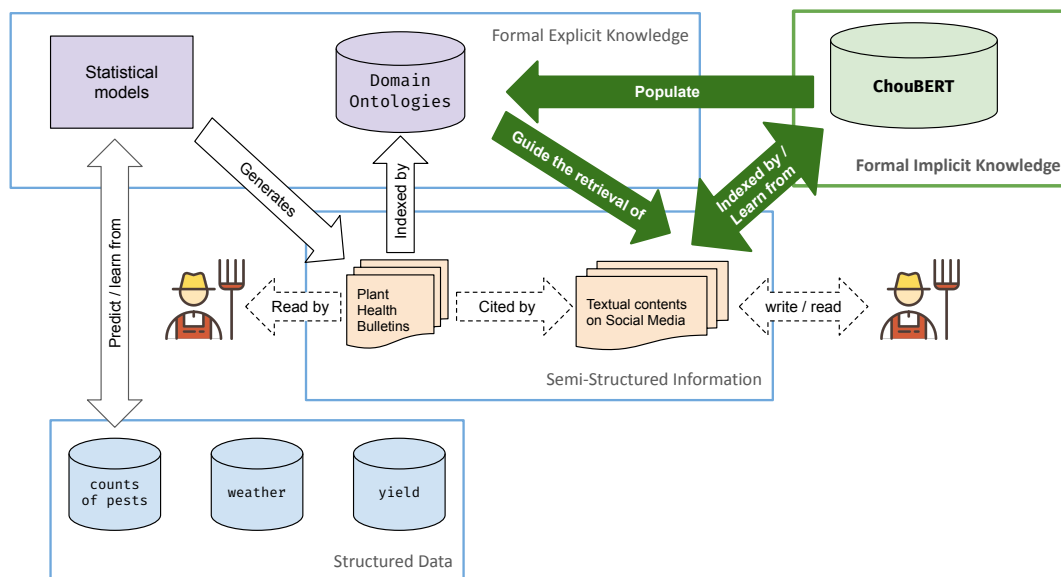 Formal Explicit Knowledge
Statistical
models
Domain
Ontologies
Populate
ChouBERT
Formal Implicit Knowledge
Guide the retrieval of
Indexed by /
Learn from
Generates
Indexed by
Predict / learn from
Read by
Plant
Health
Bulletins
Cited by
Textual contents
on Social Media
write / read
Semi-Structured Information
counts
of pests
weather
yield
Structured Data